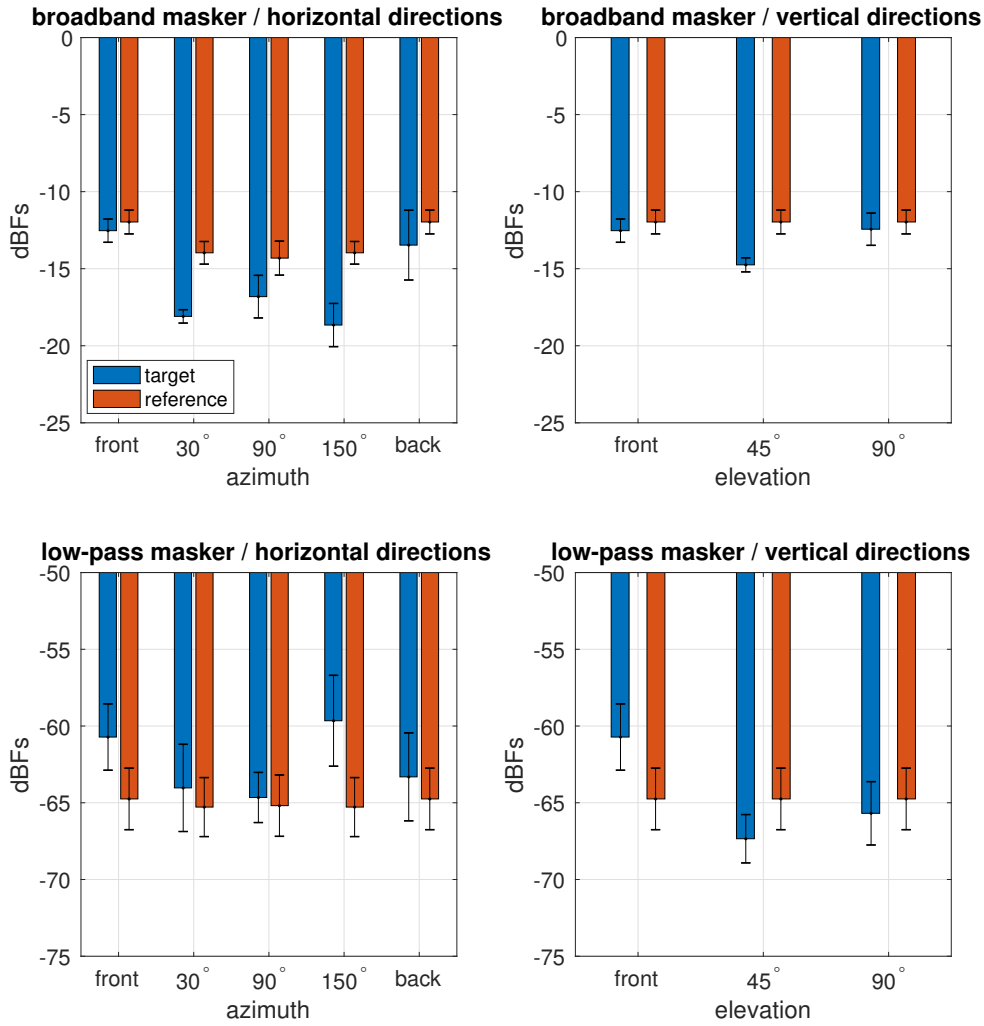 broadband masker / horizontal directions
0
-5
-10
-15
-20
-25
dBFs
target
reference
front 30° 90° 150° back
azimuth
broadband masker / vertical directions
0
-5
-10
-15
-20
-25
dBFs
front 45° 90°
elevation
low-pass masker / horizontal directions
-50
-55
-60
-65
-70
-75
dBFs
front 30° 90° 150° back
azimuth
low-pass masker / vertical directions
-50
-55
-60
-65
-70
-75
dBFs
front 45° 90°
elevation